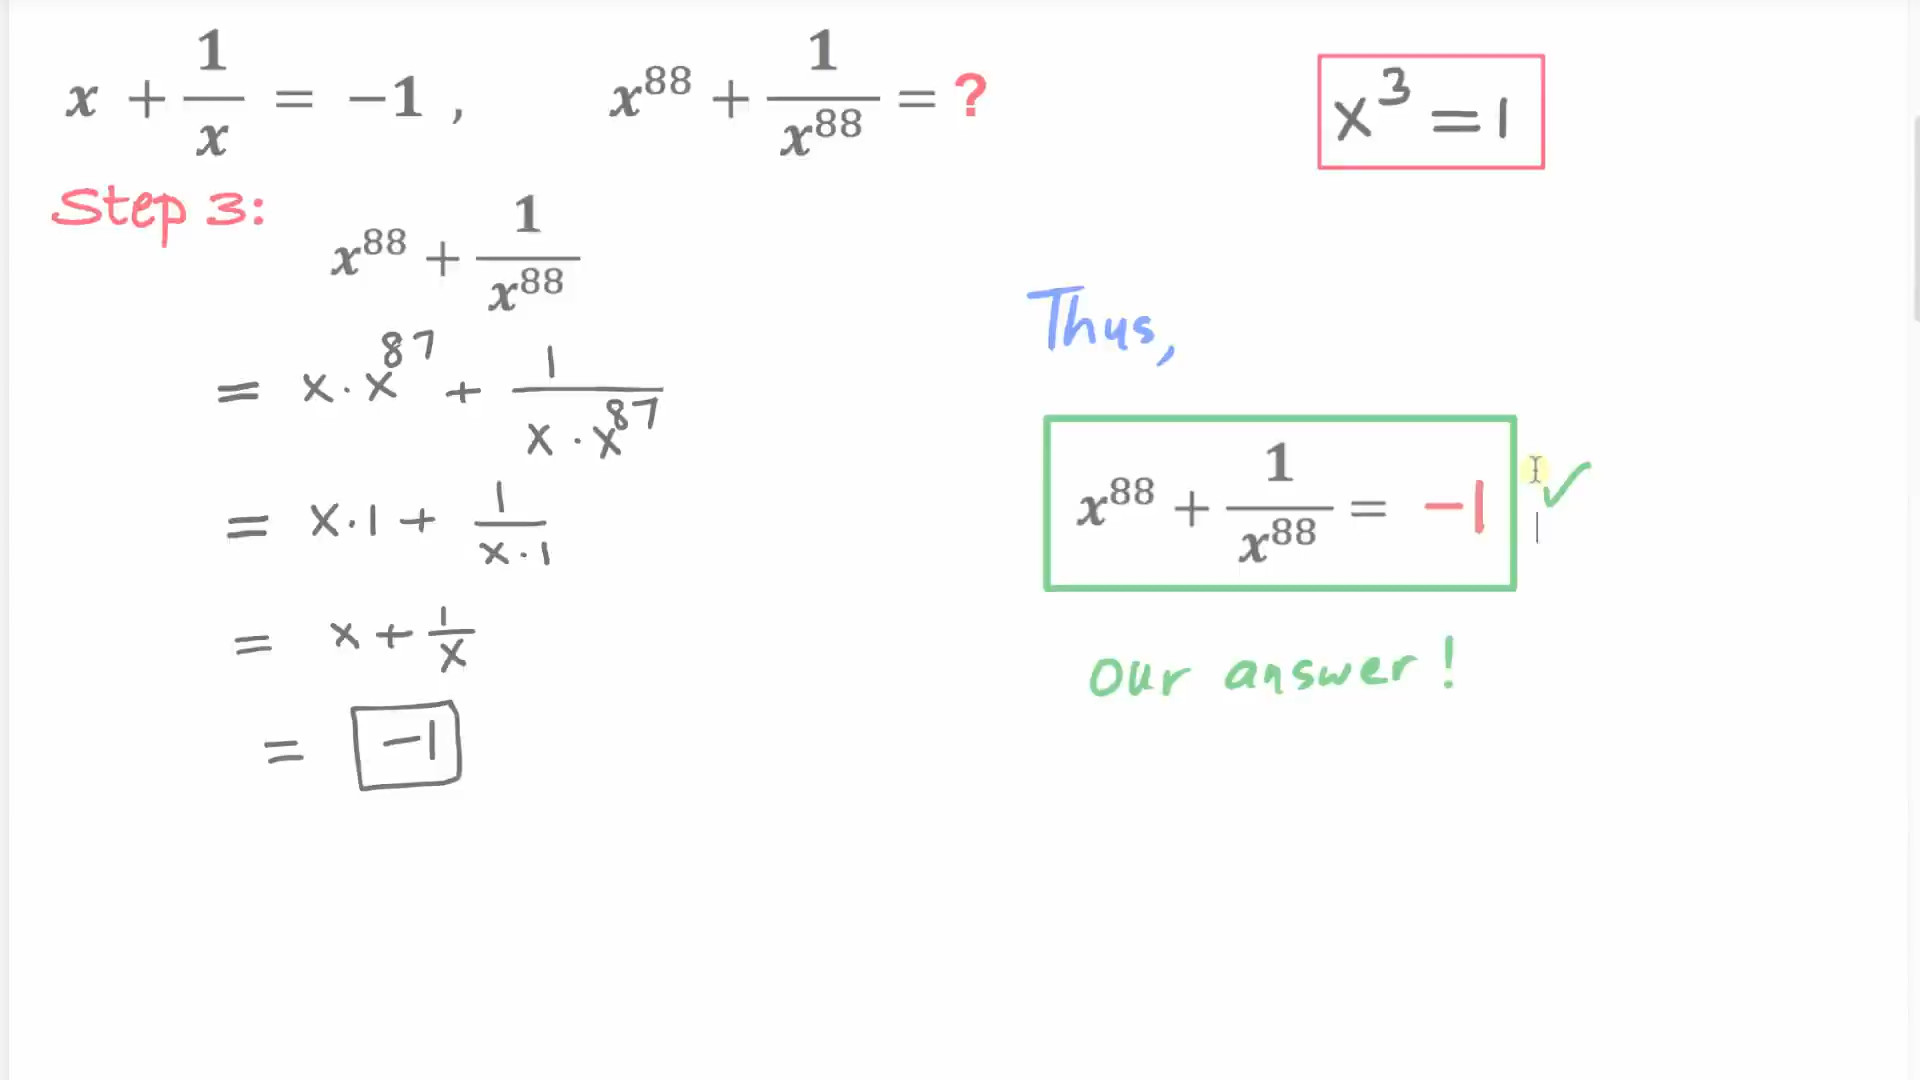 x + 1/x = −1 , x^88 + 1/x^88 = ?
x^3 = 1
Step 3:
x^88 + 1/x^88
= x · x^87 + 1/(x · x^87)
= x · 1 + 1/(x · 1)
= x + 1/x
= −1
Thus,
x^88 + 1/x^88 = −1 ✓
our answer !